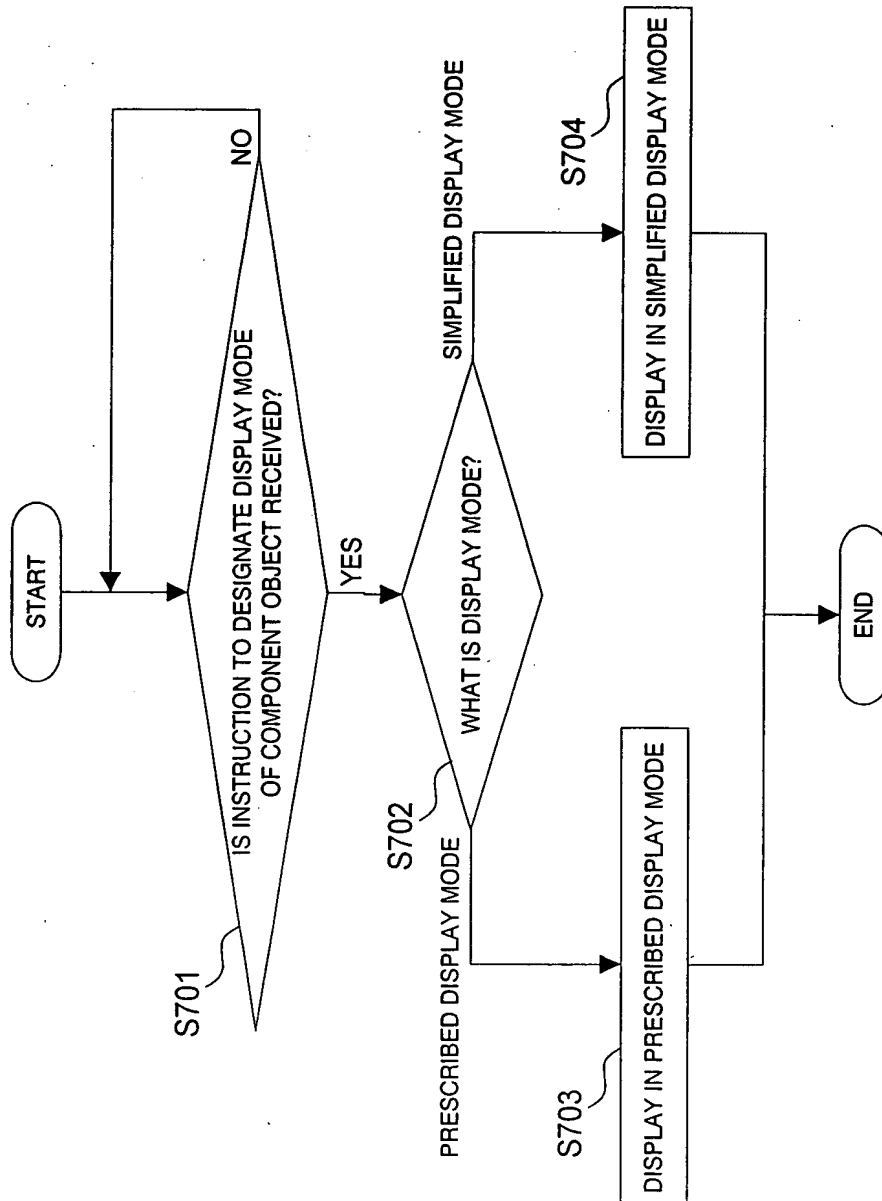 START
NO
IS INSTRUCTION TO DESIGNATE DISPLAY MODE
OF COMPONENT OBJECT RECEIVED?
S701
YES
S702
WHAT IS DISPLAY MODE?
PRESCRIBED DISPLAY MODE
SIMPLIFIED DISPLAY MODE
S703
DISPLAY IN PRESCRIBED DISPLAY MODE
S704
DISPLAY IN SIMPLIFIED DISPLAY MODE
END